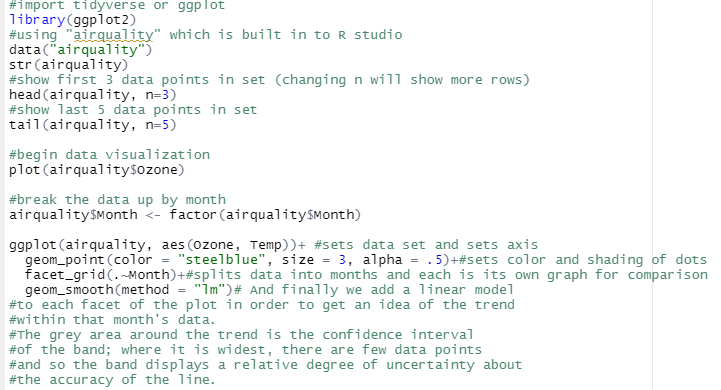 #import tidyverse or ggplot
library(ggplot2)
#using "airquality" which is built in to R studio
data("airquality")
str(airquality)
#show first 3 data points in set (changing n will show more rows)
head(airquality, n=3)
#show last 5 data points in set
tail(airquality, n=5)

#begin data visualization
plot(airquality$Ozone)

#break the data up by month
airquality$Month <- factor(airquality$Month)

ggplot(airquality, aes(Ozone, Temp))+ #sets data set and sets axis
  geom_point(color = "steelblue", size = 3, alpha = .5)+#sets color and shading of dots
  facet_grid(.~Month)+#splits data into months and each is its own graph for comparison
  geom_smooth(method = "lm")# And finally we add a linear model
#to each facet of the plot in order to get an idea of the trend
#within that month's data.
#The grey area around the trend is the confidence interval
#of the band; where it is widest, there are few data points
#and so the band displays a relative degree of uncertainty about
#the accuracy of the line.